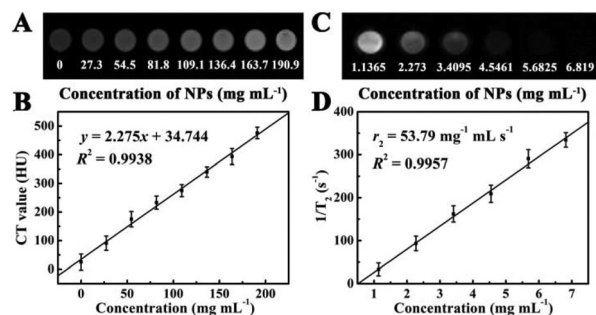 A
0 27.3 54.5 81.8 109.1 136.4 163.7 190.9
Concentration of NPs (mg mL⁻¹)
B
y = 2.275x + 34.744
R² = 0.9938
CT value (HU)
500
400
300
200
100
0
0 50 100 150 200
Concentration (mg mL⁻¹)
C
1.1365 2.273 3.4095 4.5461 5.6825 6.819
Concentration of NPs (mg mL⁻¹)
D
r₂ = 53.79 mg⁻¹ mL s⁻¹
R² = 0.9957
1/T₂ (s⁻¹)
400
300
200
100
0
1 2 3 4 5 6 7
Concentration (mg mL⁻¹)